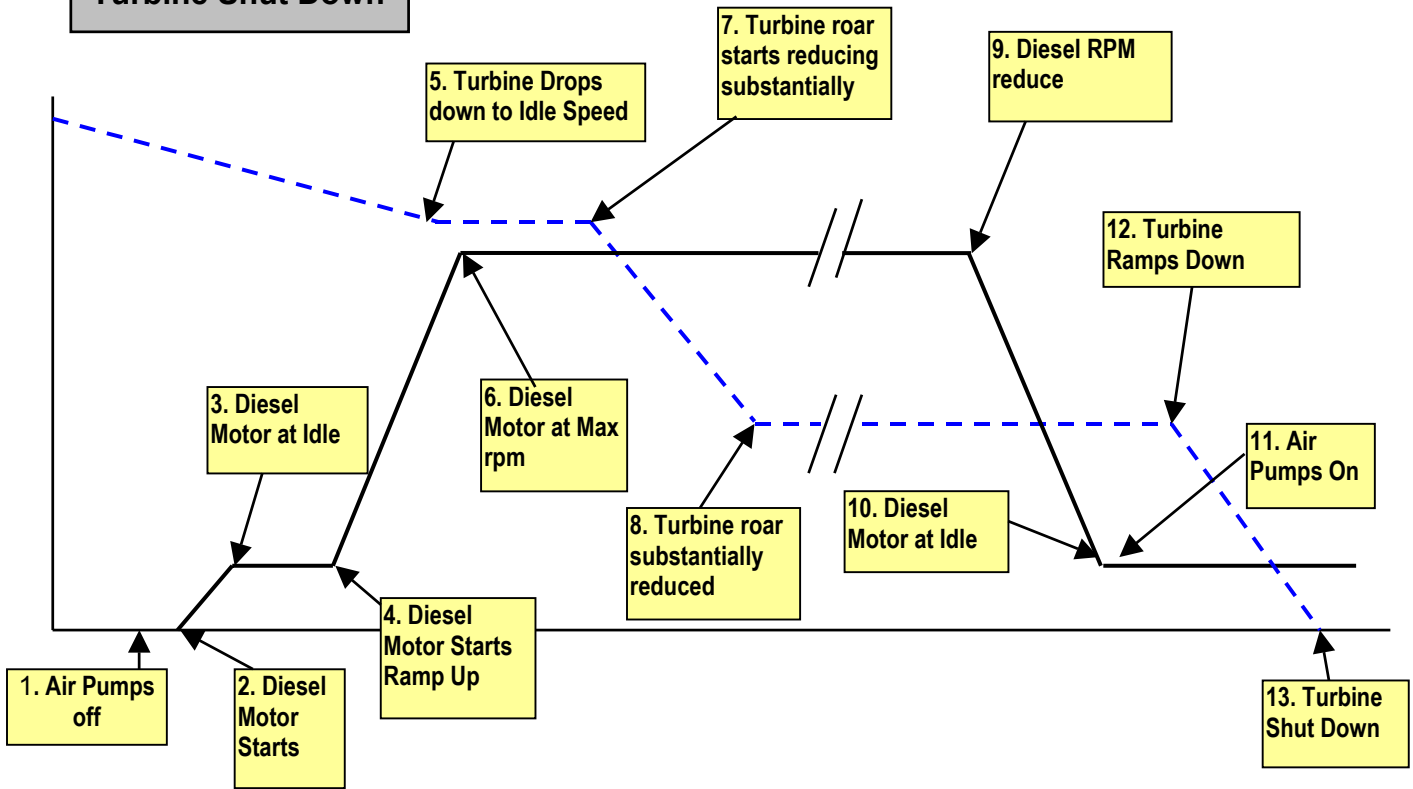 Turbine Shut Down
7. Turbine roar
starts reducing
substantially
9. Diesel RPM
reduce
5. Turbine Drops
down to Idle Speed
12. Turbine
Ramps Down
3. Diesel
Motor at Idle
6. Diesel
Motor at Max
rpm
11. Air
Pumps On
10. Diesel
Motor at Idle
8. Turbine roar
substantially
reduced
4. Diesel
Motor Starts
Ramp Up
1. Air Pumps
off
2. Diesel
Motor
Starts
13. Turbine
Shut Down